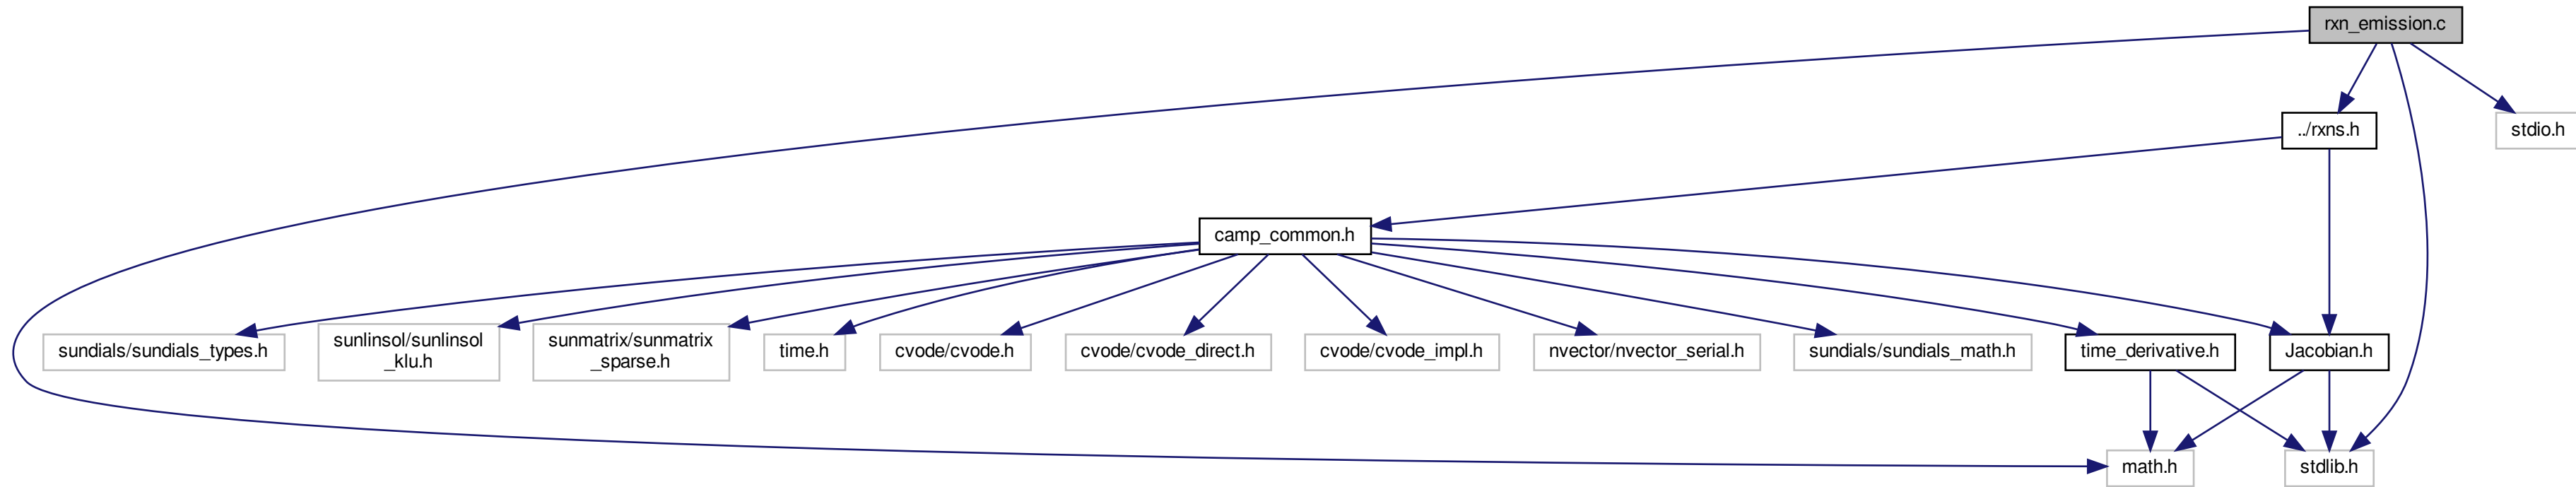 rxn_emission.c
../rxns.h
stdio.h
camp_common.h
sundials/sundials_types.h
sunlinsol/sunlinsol
_klu.h
sunmatrix/sunmatrix
_sparse.h
time.h
cvode/cvode.h
cvode/cvode_direct.h
cvode/cvode_impl.h
nvector/nvector_serial.h
sundials/sundials_math.h
time_derivative.h
Jacobian.h
math.h
stdlib.h